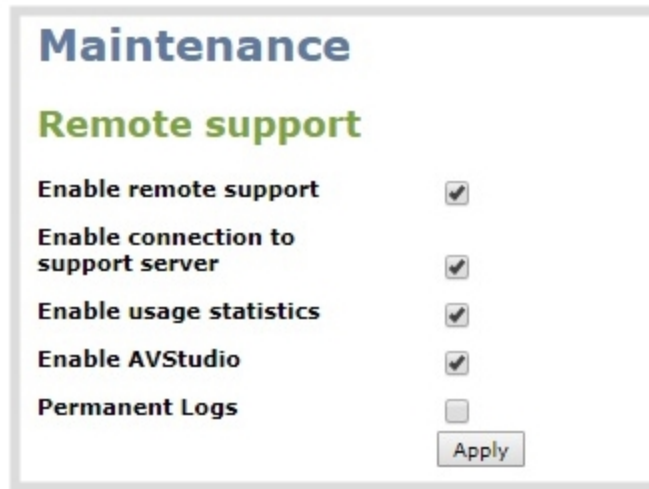 Maintenance
Remote support
Enable remote support
Enable connection to
support server
Enable usage statistics
Enable AVStudio
Permanent Logs
Apply